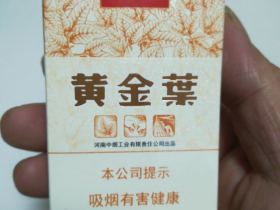 黄金葉
河南中烟工业有限责任公司出品
本公司提示
吸烟有害健康